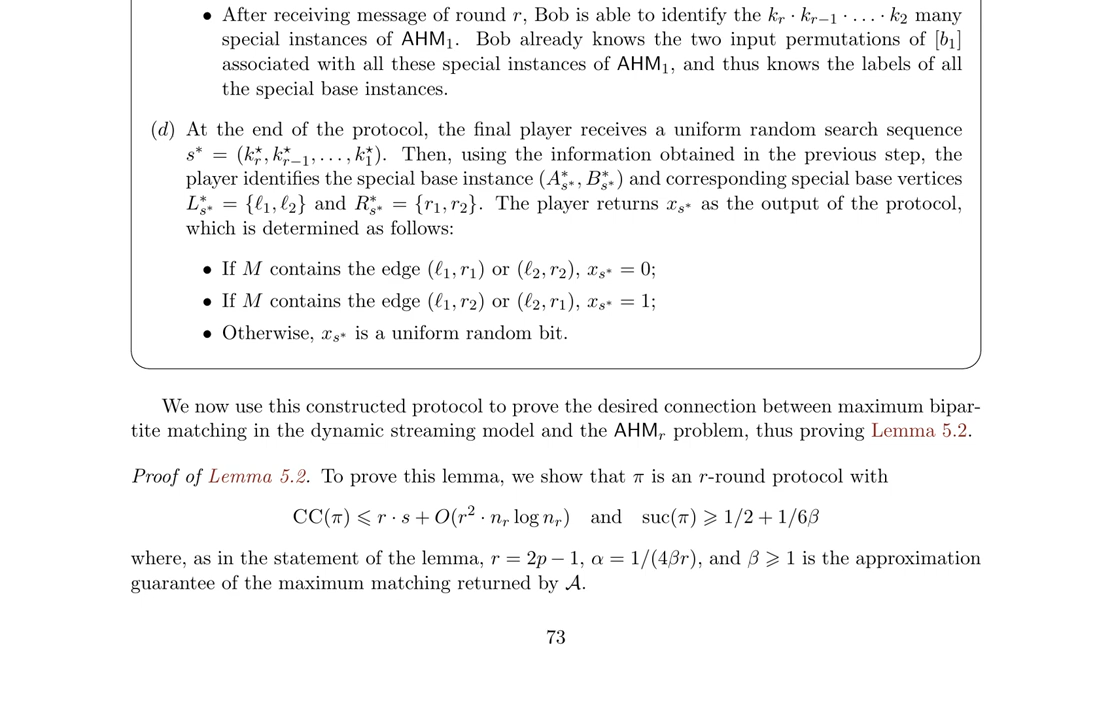 • After receiving message of round r, Bob is able to identify the k_r · k_{r−1} · . . . · k_2 many
special instances of AHM_1. Bob already knows the two input permutations of [b_1]
associated with all these special instances of AHM_1, and thus knows the labels of all
the special base instances.
(d) At the end of the protocol, the final player receives a uniform random search sequence
s* = (k_r^⋆, k_{r−1}^⋆, . . . , k_1^⋆). Then, using the information obtained in the previous step, the
player identifies the special base instance (A*_{s*}, B*_{s*}) and corresponding special base vertices
L*_{s*} = {ℓ_1, ℓ_2} and R*_{s*} = {r_1, r_2}. The player returns x_{s*} as the output of the protocol,
which is determined as follows:
• If M contains the edge (ℓ_1, r_1) or (ℓ_2, r_2), x_{s*} = 0;
• If M contains the edge (ℓ_1, r_2) or (ℓ_2, r_1), x_{s*} = 1;
• Otherwise, x_{s*} is a uniform random bit.
We now use this constructed protocol to prove the desired connection between maximum bipar-
tite matching in the dynamic streaming model and the AHM_r problem, thus proving Lemma 5.2.
Proof of Lemma 5.2. To prove this lemma, we show that π is an r-round protocol with
CC(π) ⩽ r · s + O(r² · n_r log n_r) and suc(π) ⩾ 1/2 + 1/6β
where, as in the statement of the lemma, r = 2p − 1, α = 1/(4βr), and β ⩾ 1 is the approximation
guarantee of the maximum matching returned by 𝒜.
73